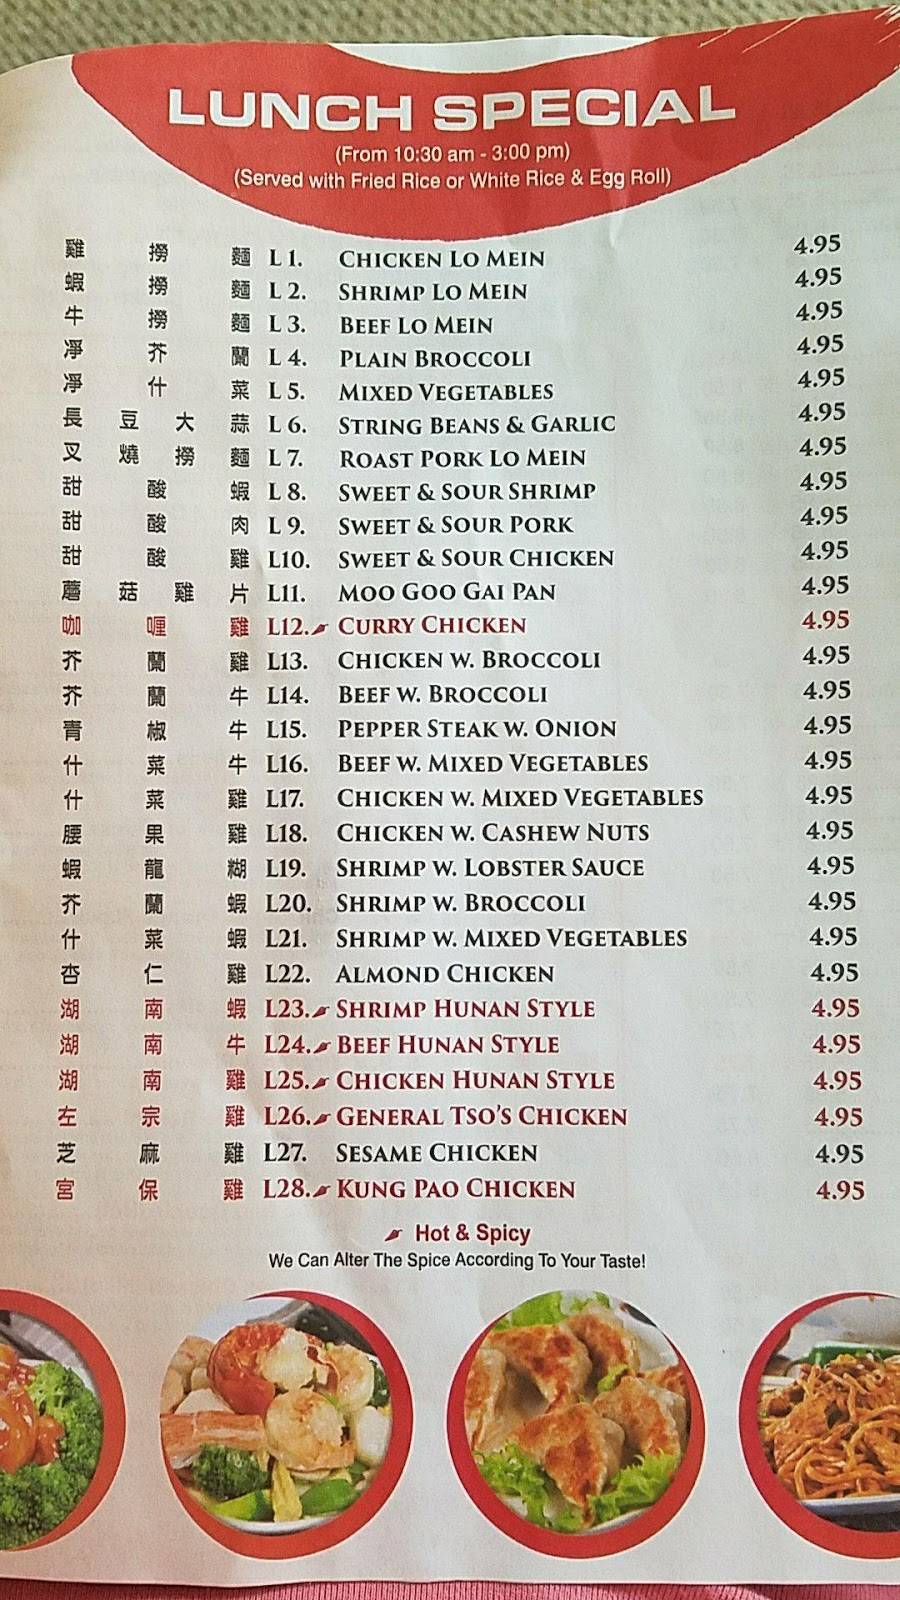 LUNCH SPECIAL
(From 10:30 am - 3:00 pm)
(Served with Fried Rice or White Rice & Egg Roll)
雞撈麵 L 1. CHICKEN LO MEIN 4.95
蝦撈麵 L 2. SHRIMP LO MEIN 4.95
牛撈麵 L 3. BEEF LO MEIN 4.95
凈芥蘭 L 4. PLAIN BROCCOLI 4.95
凈什菜 L 5. MIXED VEGETABLES 4.95
長豆大蒜 L 6. STRING BEANS & GARLIC 4.95
叉燒撈麵 L 7. ROAST PORK LO MEIN 4.95
甜酸蝦 L 8. SWEET & SOUR SHRIMP 4.95
甜酸肉 L 9. SWEET & SOUR PORK 4.95
甜酸雞 L10. SWEET & SOUR CHICKEN 4.95
蘑菇雞片 L11. MOO GOO GAI PAN 4.95
咖喱雞 L12. CURRY CHICKEN 4.95
芥蘭雞 L13. CHICKEN W. BROCCOLI 4.95
芥蘭牛 L14. BEEF W. BROCCOLI 4.95
青椒牛 L15. PEPPER STEAK W. ONION 4.95
什菜牛 L16. BEEF W. MIXED VEGETABLES 4.95
什菜雞 L17. CHICKEN W. MIXED VEGETABLES 4.95
腰果雞 L18. CHICKEN W. CASHEW NUTS 4.95
蝦龍糊 L19. SHRIMP W. LOBSTER SAUCE 4.95
芥蘭蝦 L20. SHRIMP W. BROCCOLI 4.95
什菜蝦 L21. SHRIMP W. MIXED VEGETABLES 4.95
杏仁雞 L22. ALMOND CHICKEN 4.95
湖南蝦 L23. SHRIMP HUNAN STYLE 4.95
湖南牛 L24. BEEF HUNAN STYLE 4.95
湖南雞 L25. CHICKEN HUNAN STYLE 4.95
左宗雞 L26. GENERAL TSO'S CHICKEN 4.95
芝麻雞 L27. SESAME CHICKEN 4.95
宮保雞 L28. KUNG PAO CHICKEN 4.95
Hot & Spicy
We Can Alter The Spice According To Your Taste!